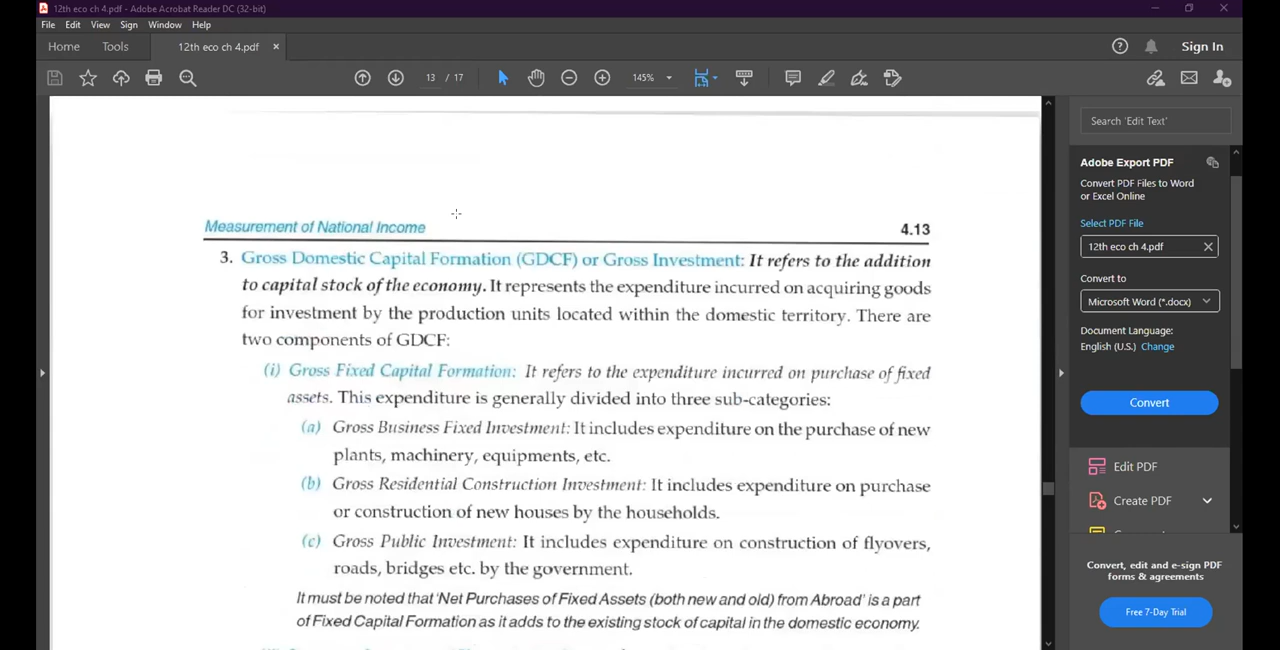 12th eco ch 4.pdf - Adobe Acrobat Reader DC (32-bit)
File Edit View Sign Window Help
Home Tools 12th eco ch 4.pdf × Sign In
13 / 17 145%
Measurement of National Income 4.13
3. Gross Domestic Capital Formation (GDCF) or Gross Investment: It refers to the addition
to capital stock of the economy. It represents the expenditure incurred on acquiring goods
for investment by the production units located within the domestic territory. There are
two components of GDCF:
(i) Gross Fixed Capital Formation: It refers to the expenditure incurred on purchase of fixed
assets. This expenditure is generally divided into three sub-categories:
(a) Gross Business Fixed Investment: It includes expenditure on the purchase of new
plants, machinery, equipments, etc.
(b) Gross Residential Construction Investment: It includes expenditure on purchase
or construction of new houses by the households.
(c) Gross Public Investment: It includes expenditure on construction of flyovers,
roads, bridges etc. by the government.
It must be noted that 'Net Purchases of Fixed Assets (both new and old) from Abroad' is a part
of Fixed Capital Formation as it adds to the existing stock of capital in the domestic economy.
Search 'Edit Text'
Adobe Export PDF
Convert PDF Files to Word
or Excel Online
Select PDF File
12th eco ch 4.pdf
Convert to
Microsoft Word (*.docx)
Document Language:
English (U.S.) Change
Convert
Edit PDF
Create PDF
Convert, edit and e-sign PDF
forms & agreements
Free 7-Day Trial